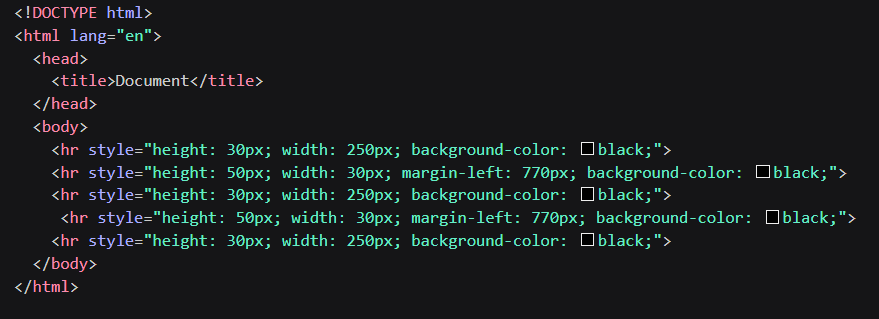 <!DOCTYPE html>
<html lang="en">
  <head>
    <title>Document</title>
  </head>
  <body>
    <hr style="height: 30px; width: 250px; background-color: black;">
    <hr style="height: 50px; width: 30px; margin-left: 770px; background-color: black;">
    <hr style="height: 30px; width: 250px; background-color: black;">
     <hr style="height: 50px; width: 30px; margin-left: 770px; background-color: black;">
    <hr style="height: 30px; width: 250px; background-color: black;">
  </body>
</html>